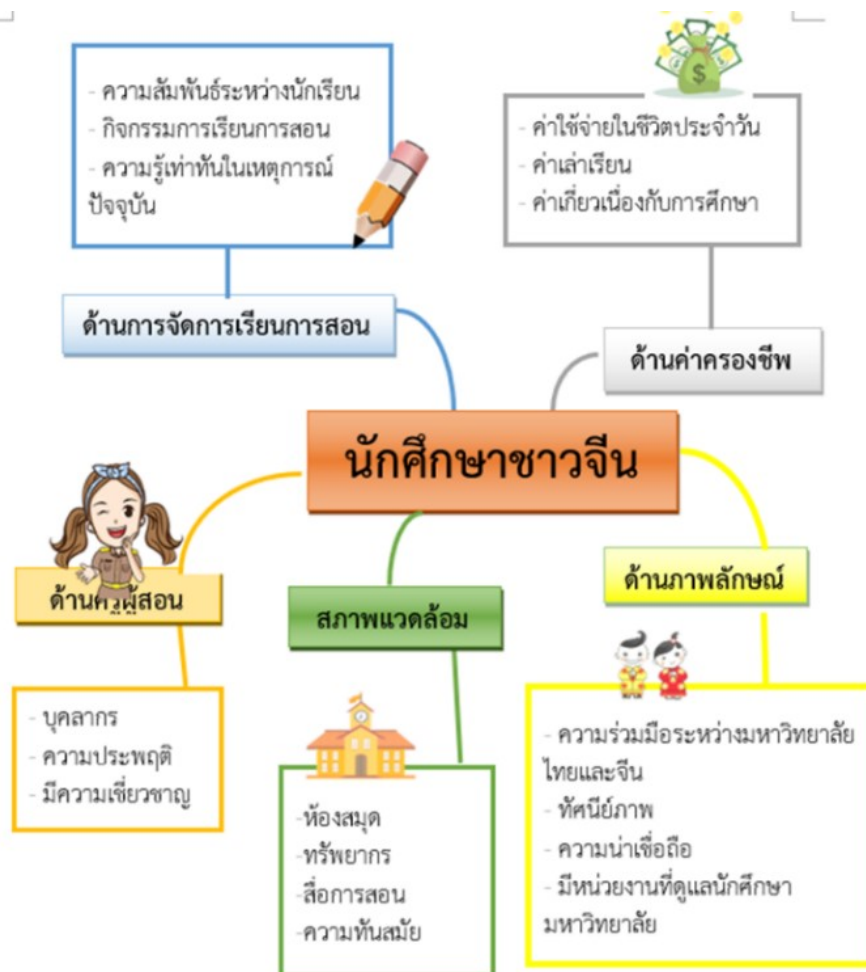 - ความสัมพันธ์ระหว่างนักเรียน
- กิจกรรมการเรียนการสอน
- ความรู้เท่าทันในเหตุการณ์
ปัจจุบัน
$
- ค่าใช้จ่ายในชีวิตประจำวัน
- ค่าเล่าเรียน
- ค่าเกี่ยวเนื่องกับการศึกษา
ด้านการจัดการเรียนการสอน
ด้านค่าครองชีพ
นักศึกษาชาวจีน
ด้านครูผู้สอน
สภาพแวดล้อม
ด้านภาพลักษณ์
- บุคลากร
- ความประพฤติ
- มีความเชี่ยวชาญ
-ห้องสมุด
-ทรัพยากร
-สื่อการสอน
-ความทันสมัย
- ความร่วมมือระหว่างมหาวิทยาลัย
ไทยและจีน
- ทัศนีย์ภาพ
- ความน่าเชื่อถือ
- มีหน่วยงานที่ดูแลนักศึกษา
มหาวิทยาลัย